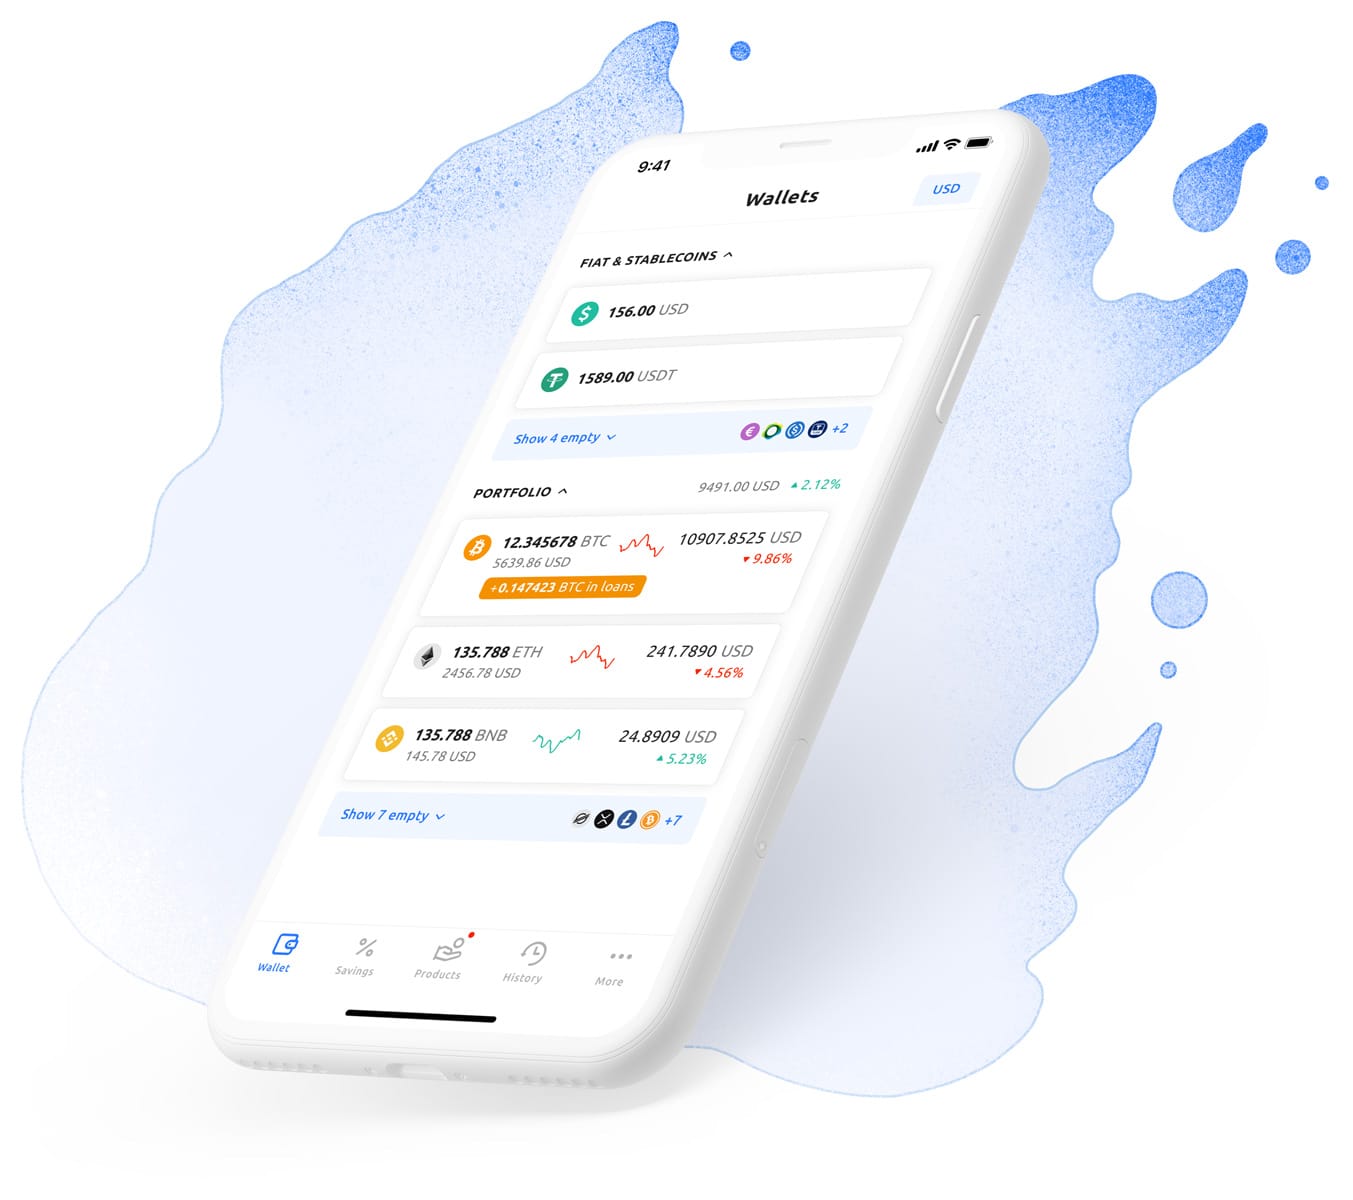 9:41
Wallets
USD
FIAT & STABLECOINS
156.00 USD
1589.00 USDT
Show 4 empty
+2
PORTFOLIO
9491.00 USD 2.12%
12.345678 BTC
10907.8525 USD
5639.86 USD
9.86%
+0.147423 BTC in loans
135.788 ETH
241.7890 USD
2456.78 USD
4.56%
135.788 BNB
24.8909 USD
145.78 USD
5.23%
Show 7 empty
+7
Wallet
Savings
Products
History
More